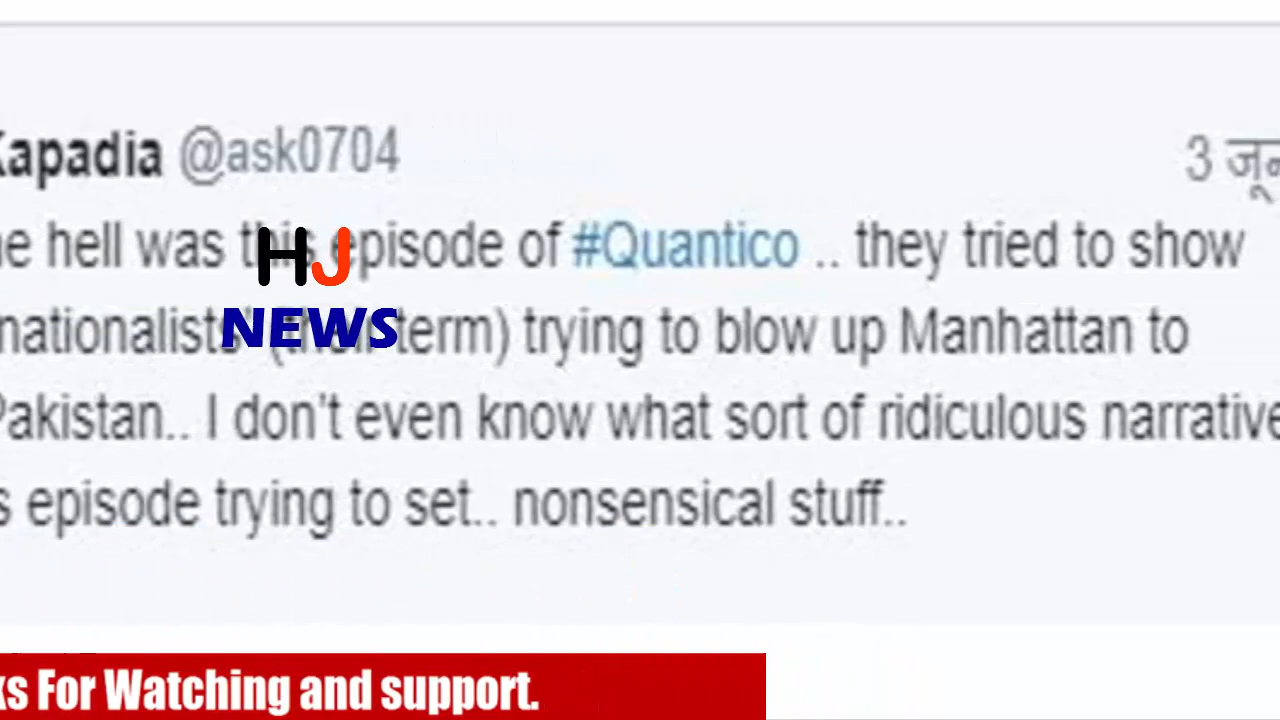 Kapadia @ask0704
3 जून
he hell was this episode of #Quantico .. they tried to show
nationalists (their term) trying to blow up Manhattan to
Pakistan.. I don't even know what sort of ridiculous narrative
s episode trying to set.. nonsensical stuff..
HJ
NEWS
ks For Watching and support.